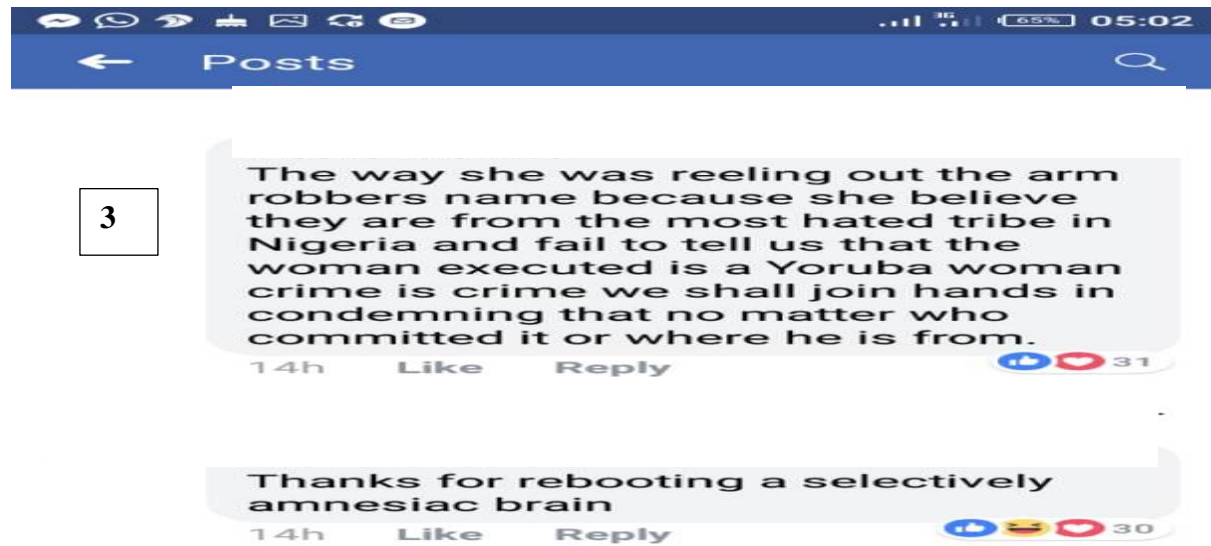 65% 05:02
Posts
The way she was reeling out the arm
3
robbers name because she believe
they are from the most hated tribe in
Nigeria and fail to tell us that the
woman executed is a Yoruba woman
crime is crime we shall join hands in
condemning that no matter who
committed it or where he is from.
14h Like Reply 31
Thanks for rebooting a selectively
amnesiac brain
14h Like Reply 30